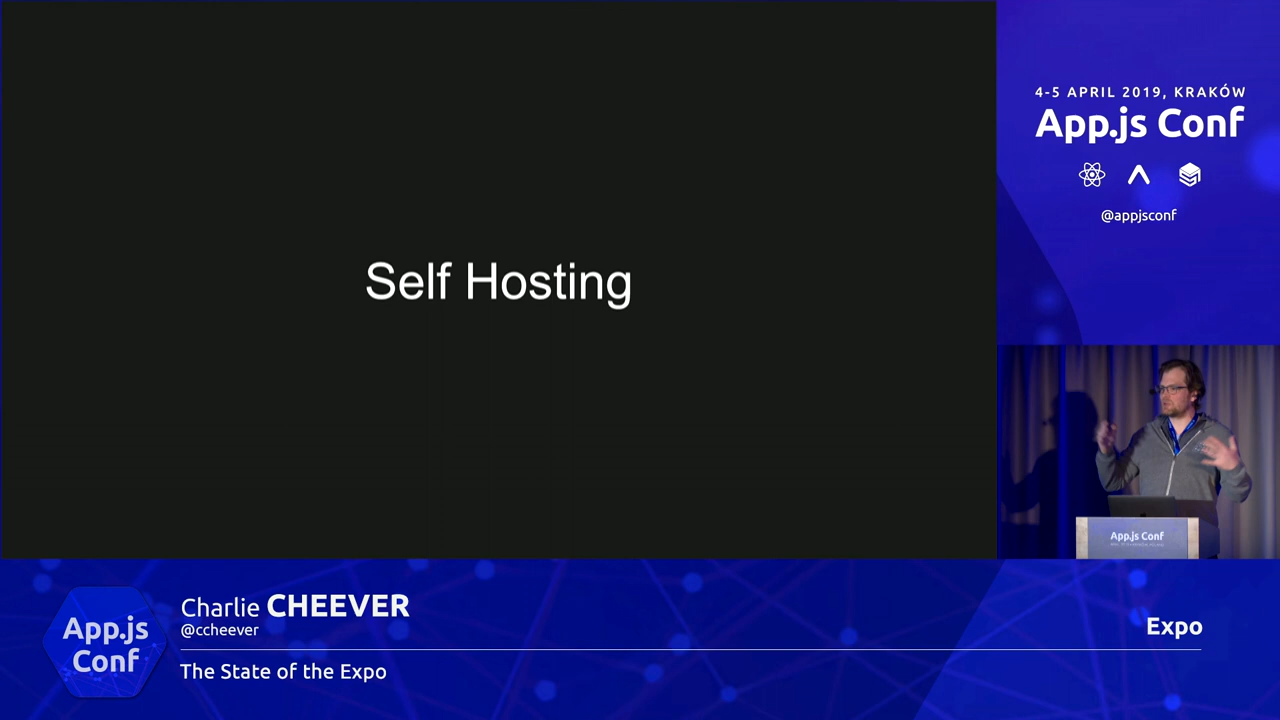 Self Hosting
4-5 APRIL 2019, KRAKÓW
App.js Conf
@appjsconf
App.js Conf
Charlie CHEEVER
@ccheever
The State of the Expo
Expo
App.js
Conf